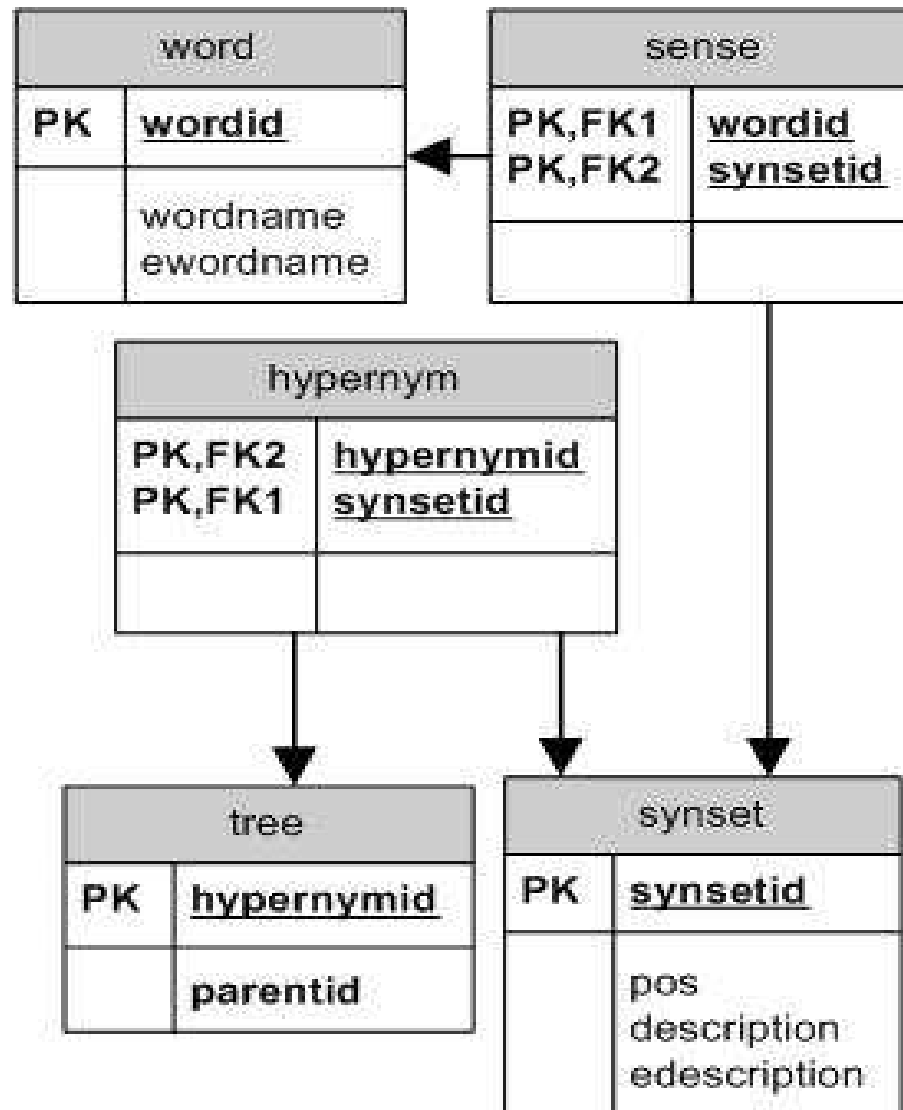 word
PK wordid
wordname
ewordname
sense
PK,FK1 wordid
PK,FK2 synsetid
hypernym
PK,FK2 hypernymid
PK,FK1 synsetid
tree
PK hypernymid
parentid
synset
PK synsetid
pos
description
edescription